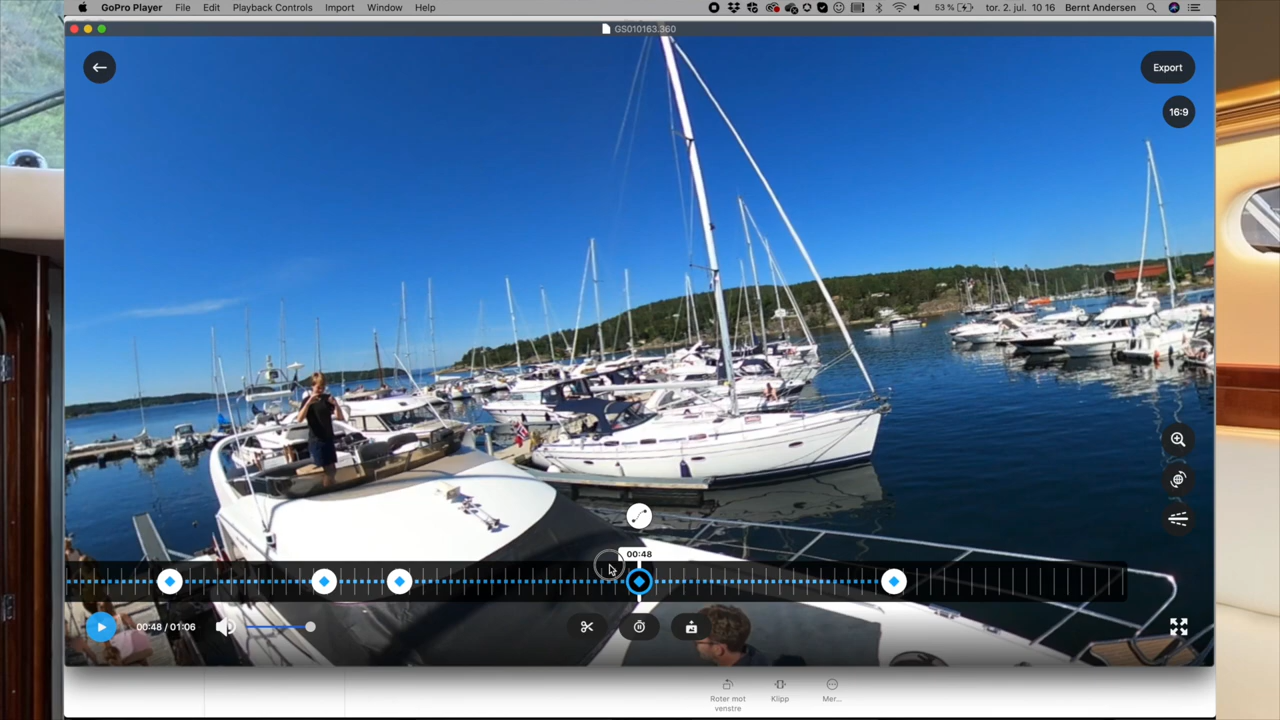 GoPro Player File Edit Playback Controls Import Window Help 53 % tor. 2. jul. 10 16 Bernt Andersen
GS010163.360
Export
16:9
00:48
00:48 / 01:06
Roter mot
venstre
Klipp
Mer...